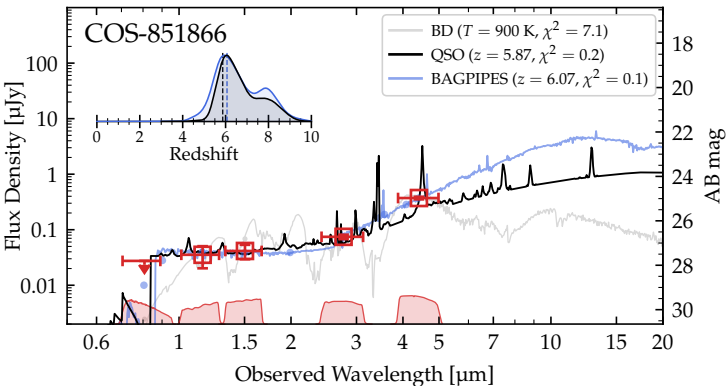 COS-851866
BD (T = 900 K, χ² = 7.1)
QSO (z = 5.87, χ² = 0.2)
BAGPIPES (z = 6.07, χ² = 0.1)
100
10
1
0.1
0.01
Flux Density [μJy]
18
20
22
24
26
28
30
AB mag
0 2 4 6 8 10
Redshift
0.6 1 1.5 2 3 4 5 10 15 20
Observed Wavelength [μm]